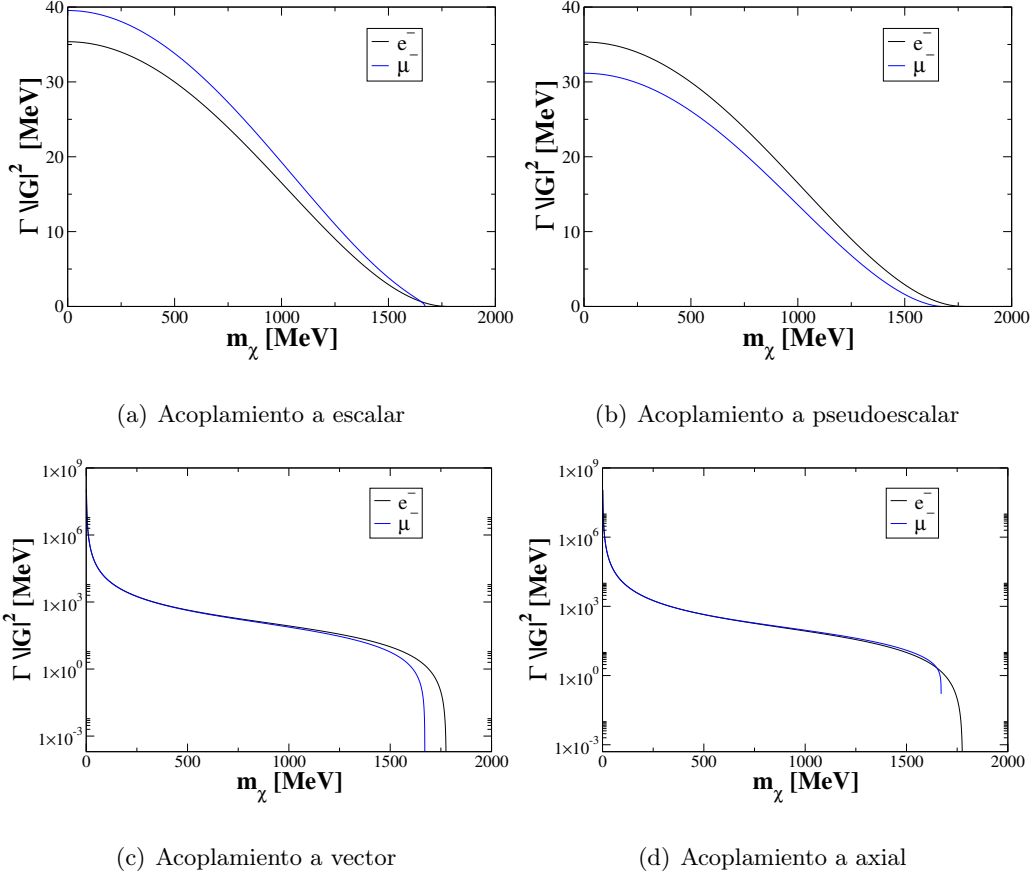 40
30
20
10
0
0 500 1000 1500 2000
Γ \|G|² [MeV]
m_χ [MeV]
e⁻
μ⁻
(a) Acoplamiento a escalar
40
30
20
10
0
0 500 1000 1500 2000
Γ \|G|² [MeV]
m_χ [MeV]
e⁻
μ⁻
(b) Acoplamiento a pseudoescalar
1×10⁹
1×10⁶
1×10³
1×10⁰
1×10⁻³
0 500 1000 1500 2000
Γ \|G|² [MeV]
m_χ [MeV]
e⁻
μ⁻
(c) Acoplamiento a vector
1×10⁹
1×10⁶
1×10³
1×10⁰
1×10⁻³
0 500 1000 1500 2000
Γ \|G|² [MeV]
m_χ [MeV]
e⁻
μ⁻
(d) Acoplamiento a axial